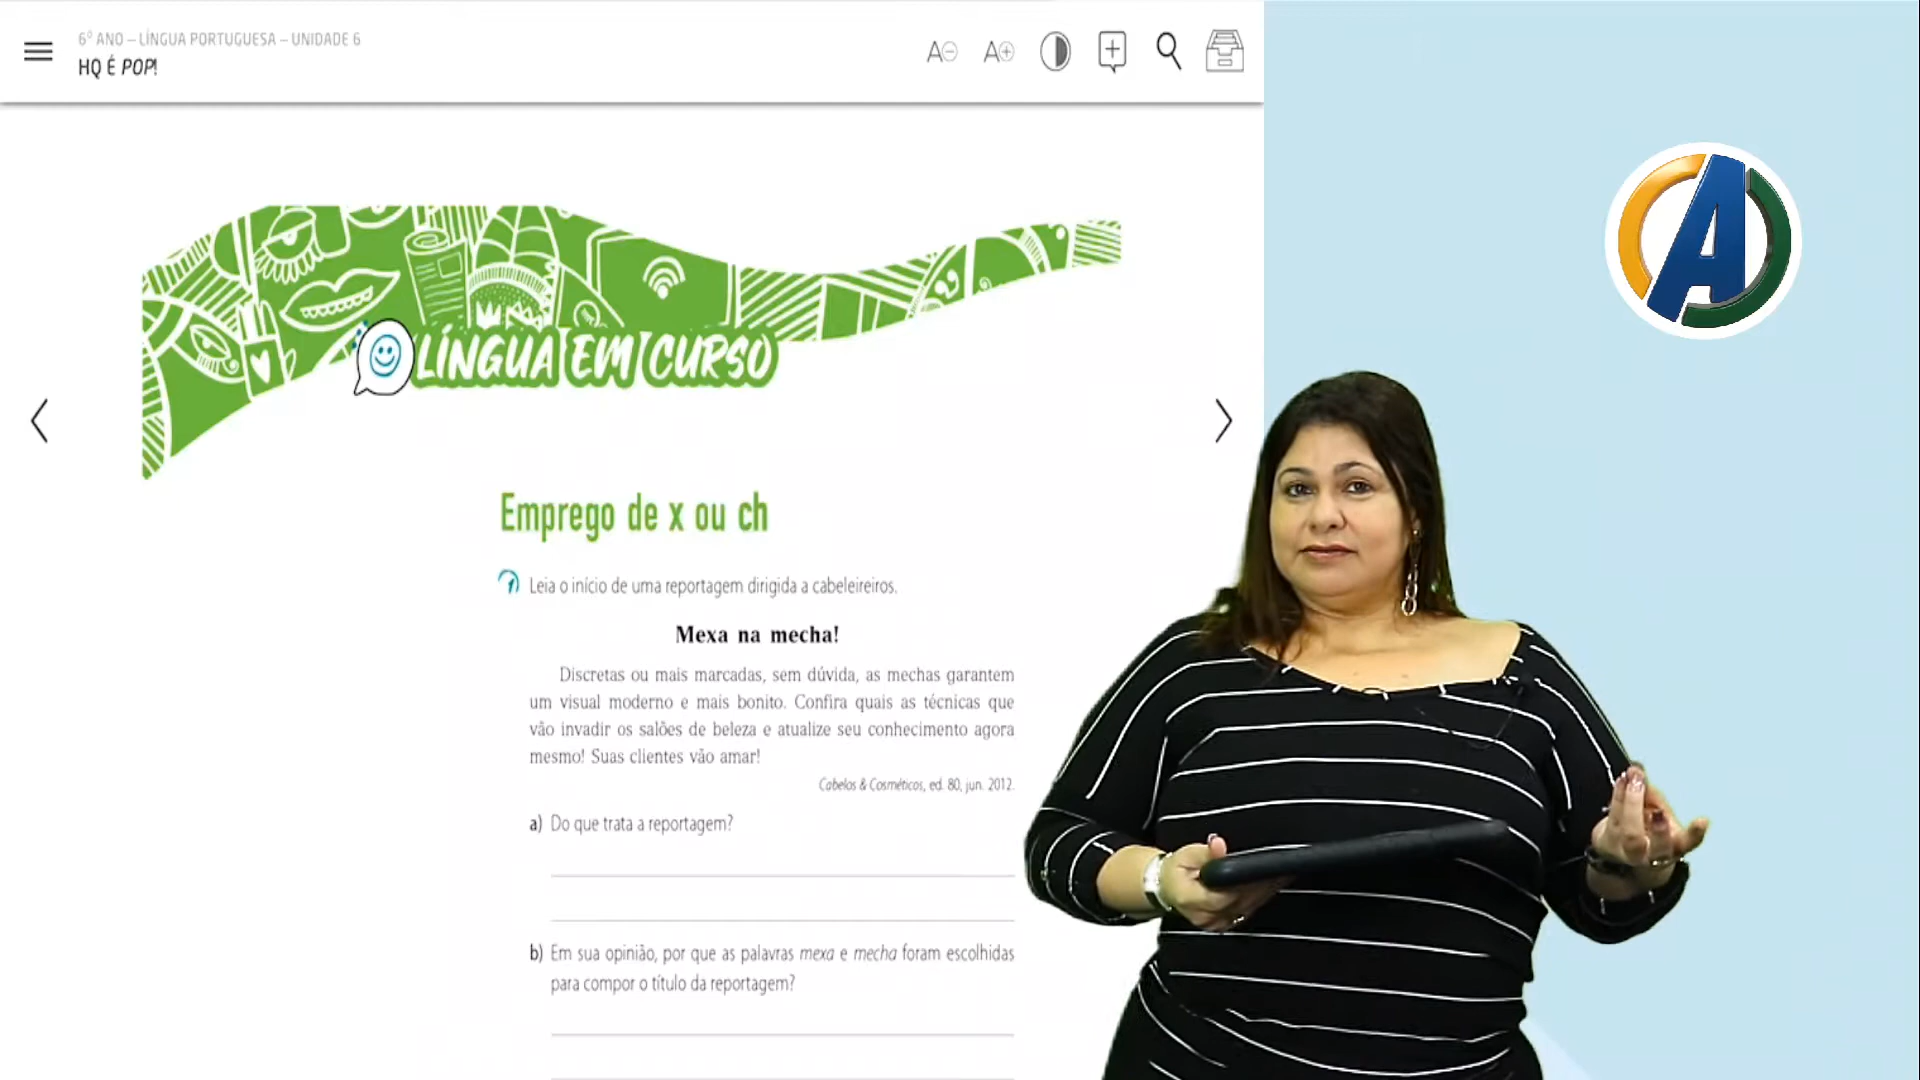 6º ANO – LÍNGUA PORTUGUESA – UNIDADE 6
HQ É POP!
A
A
LÍNGUA EM CURSO
Emprego de x ou ch
1 Leia o início de uma reportagem dirigida a cabeleireiros.
Mexa na mecha!
Discretas ou mais marcadas, sem dúvida, as mechas garantem
um visual moderno e mais bonito. Confira quais as técnicas que
vão invadir os salões de beleza e atualize seu conhecimento agora
mesmo! Suas clientes vão amar!
Cabelos & Cosméticos, ed. 80, jun. 2012.
a) Do que trata a reportagem?
b) Em sua opinião, por que as palavras mexa e mecha foram escolhidas
para compor o título da reportagem?
A